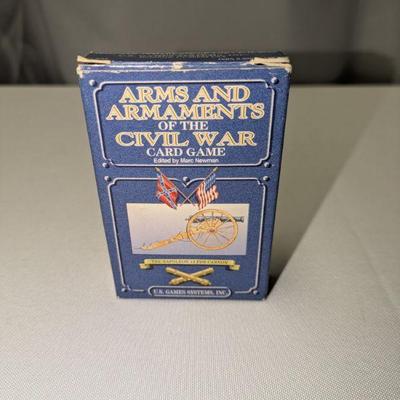 ARMS AND
ARMAMENTS
OF THE
CIVIL WAR
CARD GAME
Edited by Marc Newman
THE NAPOLEON 12 PDR CANNON
U.S. GAMES SYSTEMS, INC.